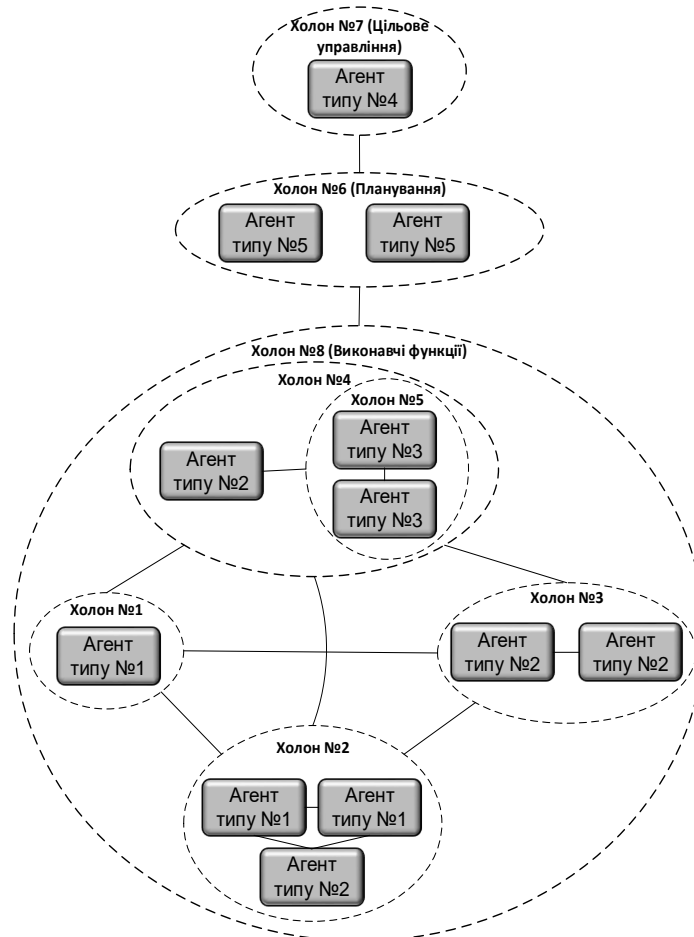 Холон №7 (Цільове
управління)
Агент
типу №4
Холон №6 (Планування)
Агент
типу №5
Агент
типу №5
Холон №8 (Виконавчі функції)
Холон №4
Холон №5
Агент
типу №3
Агент
типу №2
Агент
типу №3
Холон №1
Агент
типу №1
Холон №3
Агент
типу №2
Агент
типу №2
Холон №2
Агент
типу №1
Агент
типу №1
Агент
типу №2